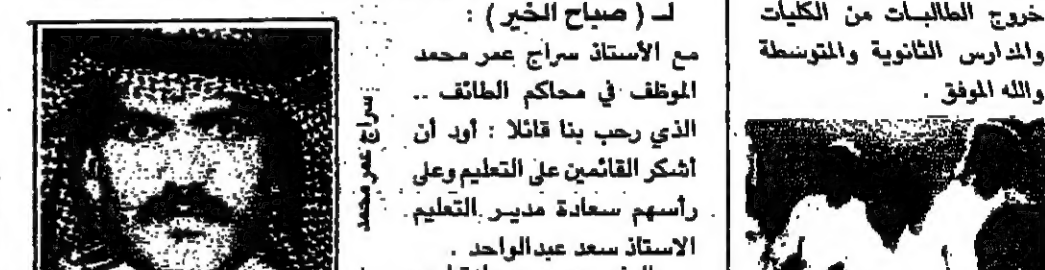 خروج الطالبات من الكليات
والمدارس الثانوية والمتوسطة
والله الموفق .
لـ ( صباح الخير ) :
مع الأستاذ سراج عمر محمد
الموظف في محاكم الطائف ..
الذي رحب بنا قائلا : أود أن
أشكر القائمين على التعليم وعلى
رأسهم سعادة مدير التعليم
الاستاذ سعد عبدالواحد .
سراج عمر محمد